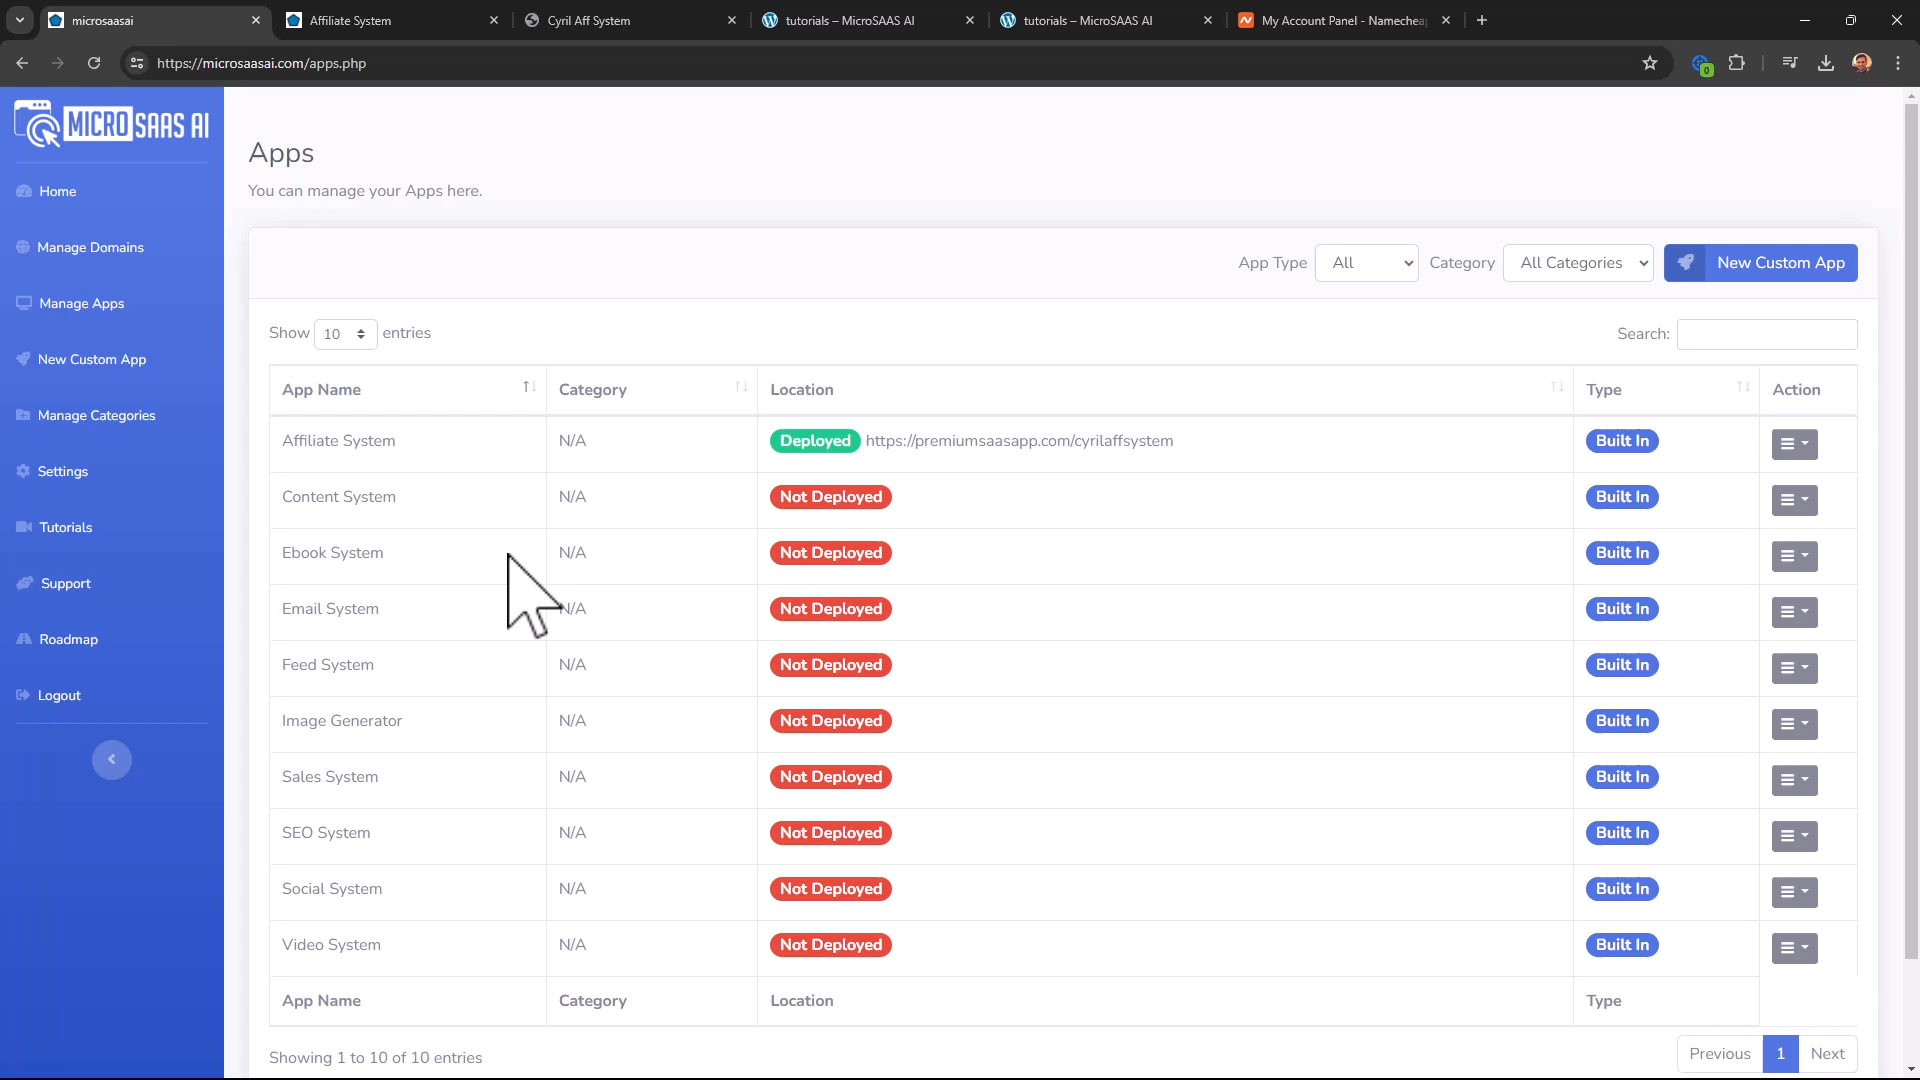 microsaasai
Affiliate System
Cyril Aff System
tutorials – MicroSAAS AI
tutorials – MicroSAAS AI
My Account Panel - Namecheap
https://microsaasai.com/apps.php
0
MICRO SAAS AI
Home
Manage Domains
Manage Apps
New Custom App
Manage Categories
Settings
Tutorials
Support
Roadmap
Logout
Apps
You can manage your Apps here.
App Type All Category All Categories New Custom App
Show 10 entries Search:
App Name Category Location Type Action
Affiliate System N/A Deployed https://premiumsaasapp.com/cyrilaffsystem Built In
Content System N/A Not Deployed Built In
Ebook System N/A Not Deployed Built In
Email System N/A Not Deployed Built In
Feed System N/A Not Deployed Built In
Image Generator N/A Not Deployed Built In
Sales System N/A Not Deployed Built In
SEO System N/A Not Deployed Built In
Social System N/A Not Deployed Built In
Video System N/A Not Deployed Built In
App Name Category Location Type
Showing 1 to 10 of 10 entries Previous 1 Next